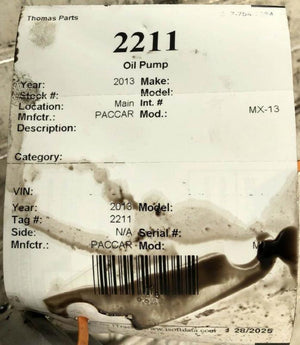 Thomas Parts
2211
Oil Pump
Year: 2013 Make:
Stock #: Model:
Location: Main Int. #
Mnfctr.: PACCAR Mod.: MX-13
Description:
Category:
VIN:
Year: 2013 Model:
Tag #: 2211
Side: N/A Serial.#:
Mnfctr.: PACCAR Mod:
28/2025